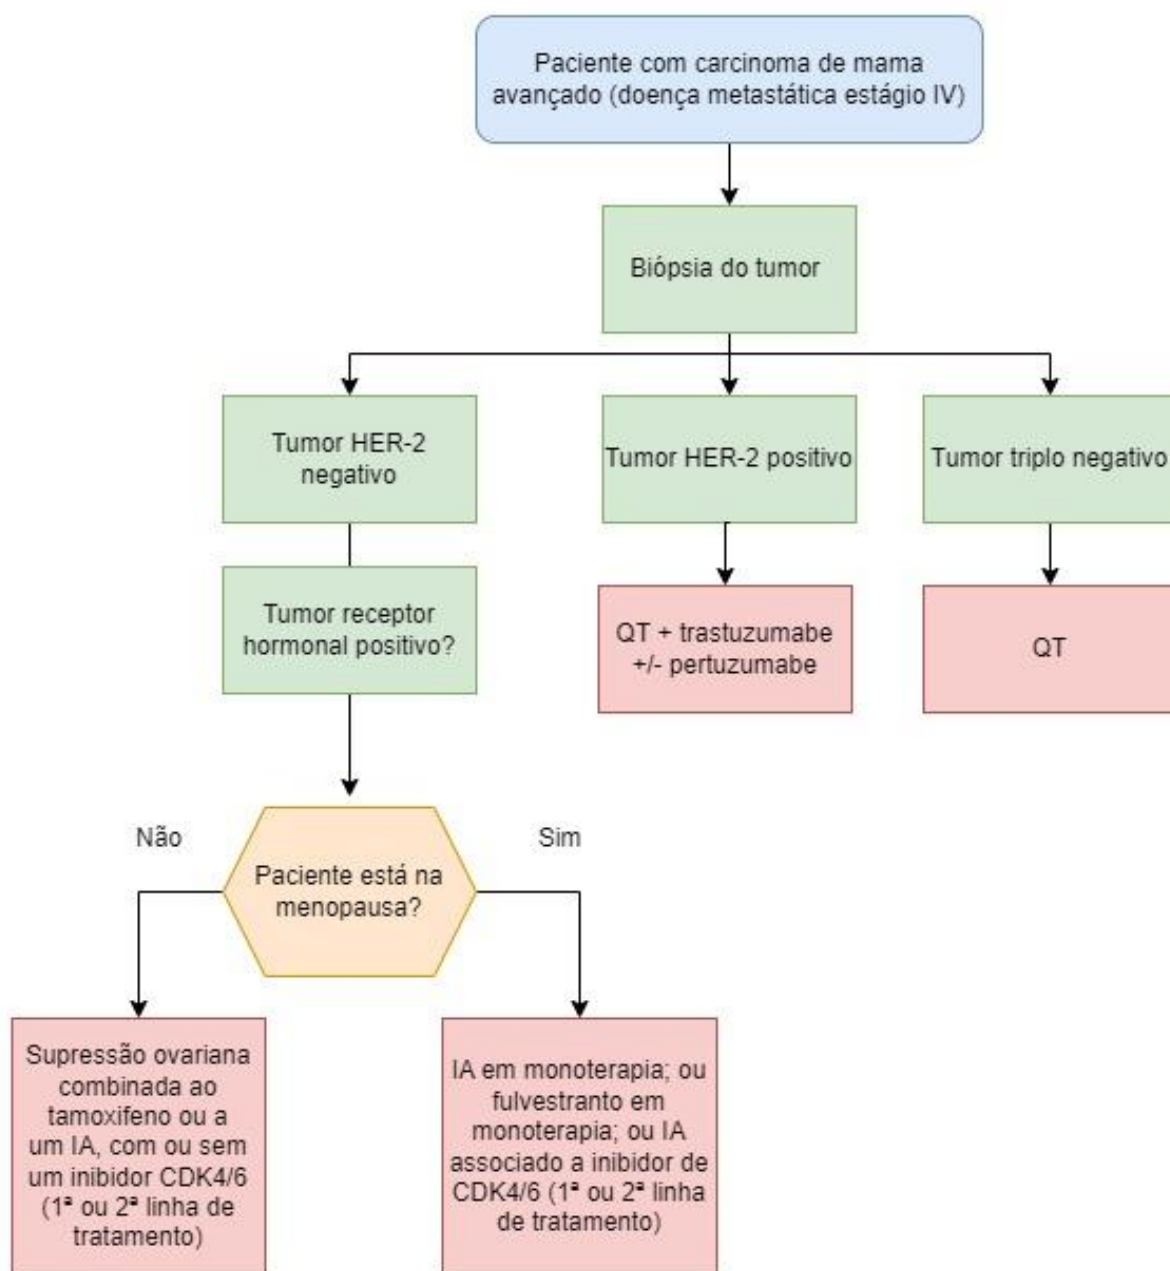 Paciente com carcinoma de mama
avançado (doença metastática estágio IV)
Biópsia do tumor
Tumor HER-2
negativo
Tumor HER-2 positivo
Tumor triplo negativo
Tumor receptor
hormonal positivo?
QT + trastuzumabe
+/- pertuzumabe
QT
Não
Sim
Paciente está na
menopausa?
Supressão ovariana
combinada ao
tamoxifeno ou a
um IA, com ou sem
um inibidor CDK4/6
(1ª ou 2ª linha de
tratamento)
IA em monoterapia; ou
fulvestranto em
monoterapia; ou IA
associado a inibidor de
CDK4/6 (1ª ou 2ª linha
de tratamento)